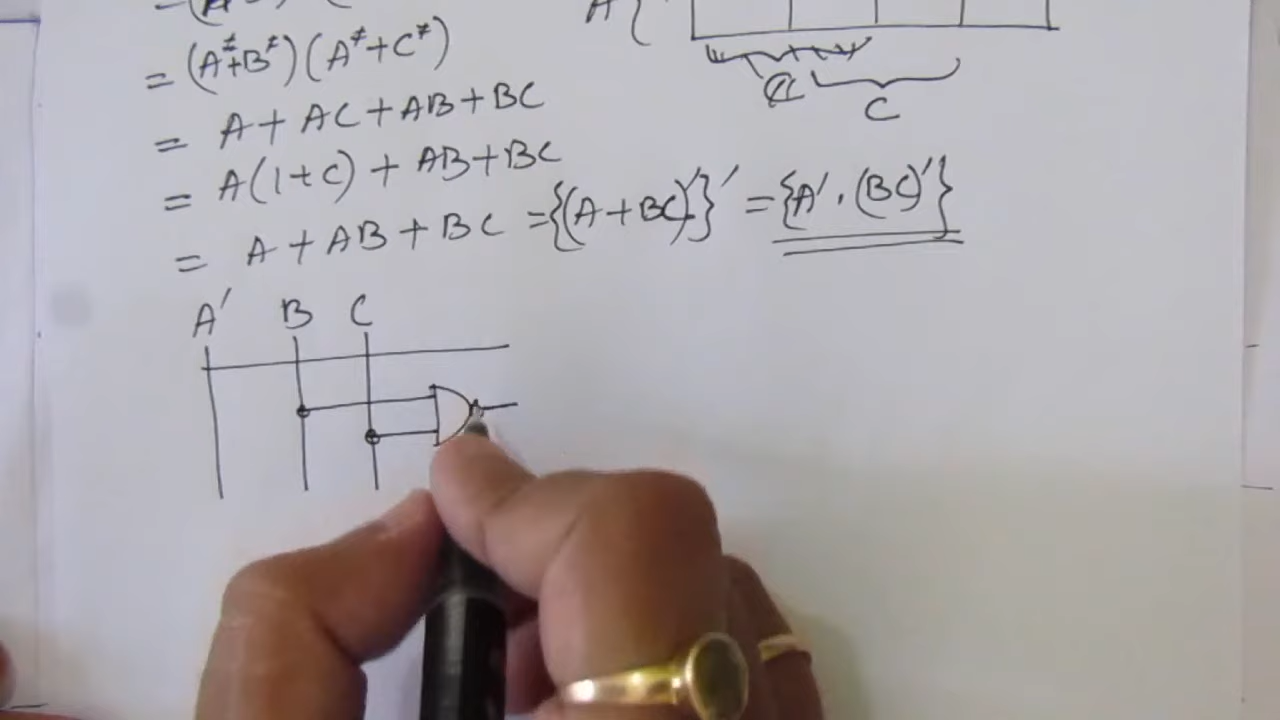 A {
= (A'+B')(A'+C')
= A + AC + AB + BC
C
= A(1+C) + AB+BC
= A + AB + BC = {(A+BC)'}' = {A' . (BC)'}
A' B C